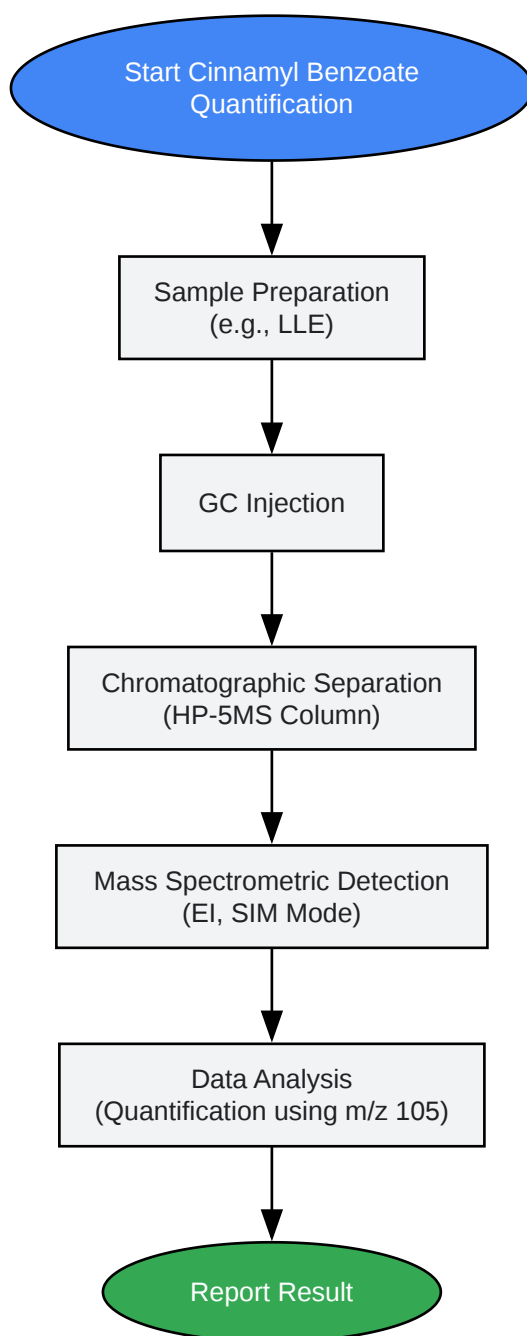 Start Cinnamyl Benzoate
Quantification
Sample Preparation
(e.g., LLE)
GC Injection
Chromatographic Separation
(HP-5MS Column)
Mass Spectrometric Detection
(EI, SIM Mode)
Data Analysis
(Quantification using m/z 105)
Report Result